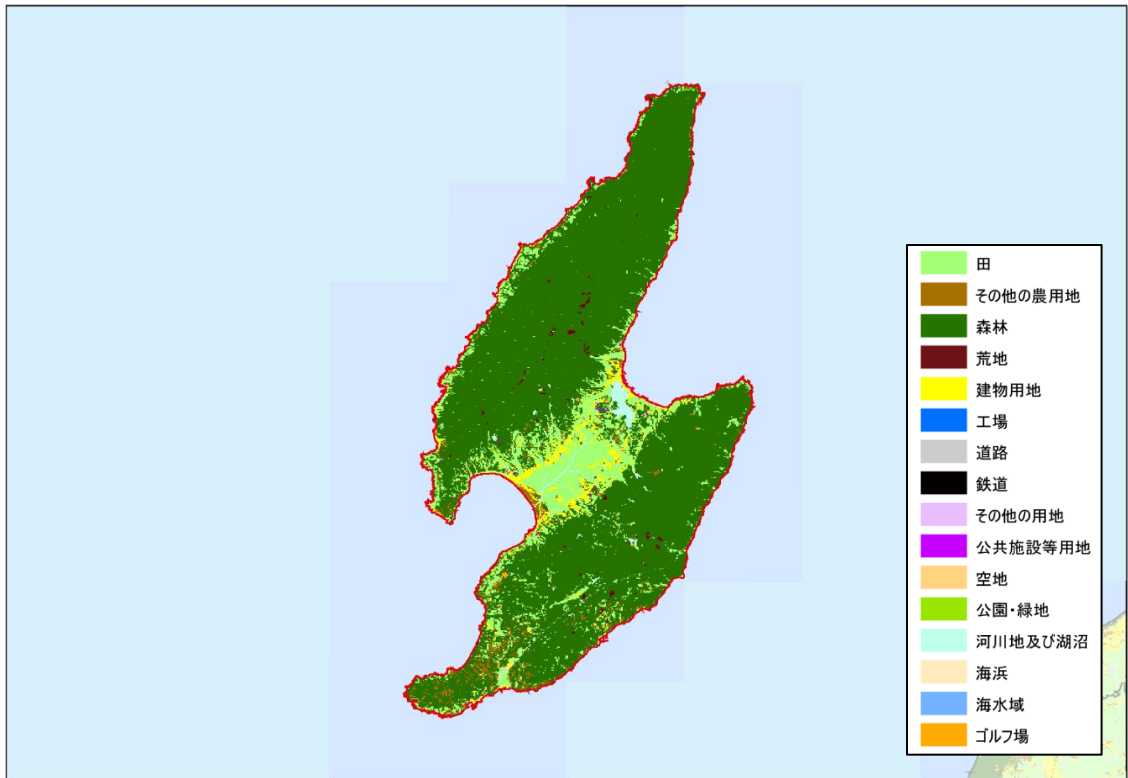 田
その他の農用地
森林
荒地
建物用地
工場
道路
鉄道
その他の用地
公共施設等用地
空地
公園・緑地
河川地及び湖沼
海浜
海水域
ゴルフ場